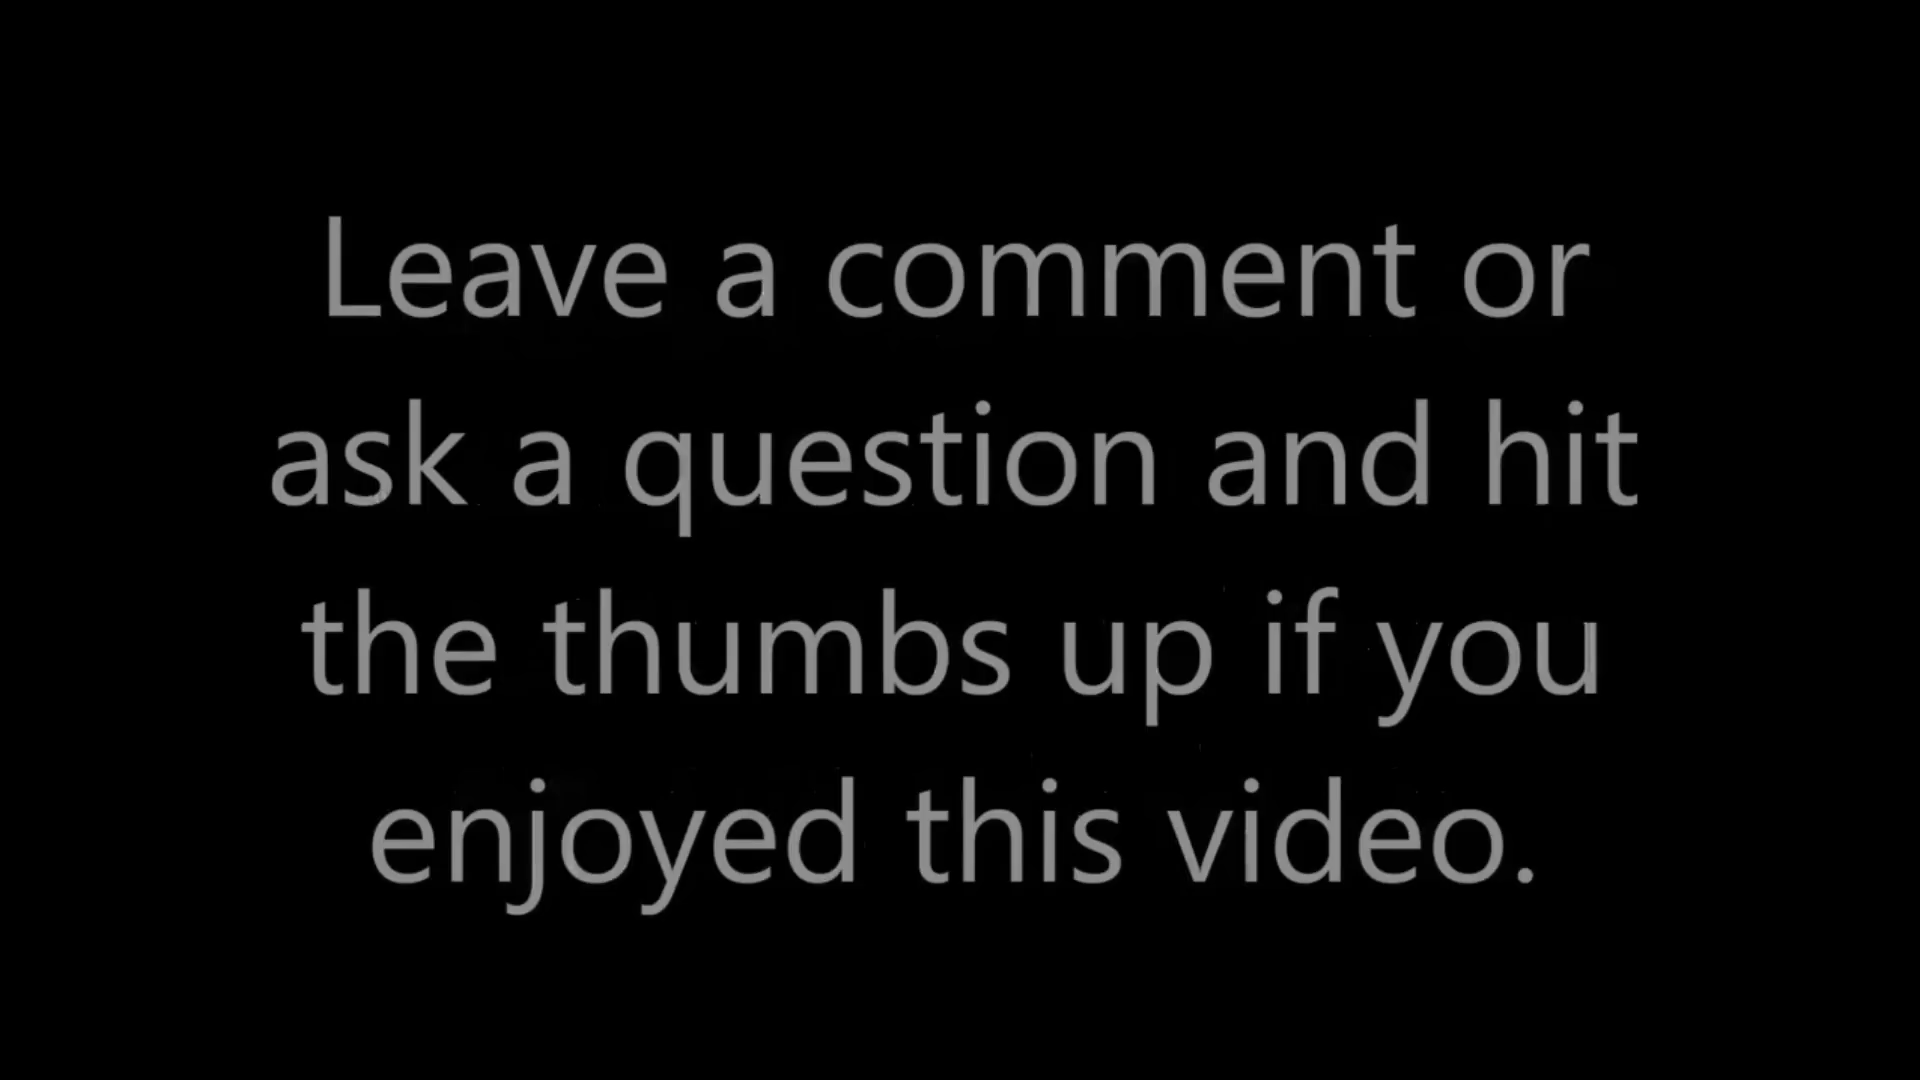 Leave a comment or
ask a question and hit
the thumbs up if you
enjoyed this video.